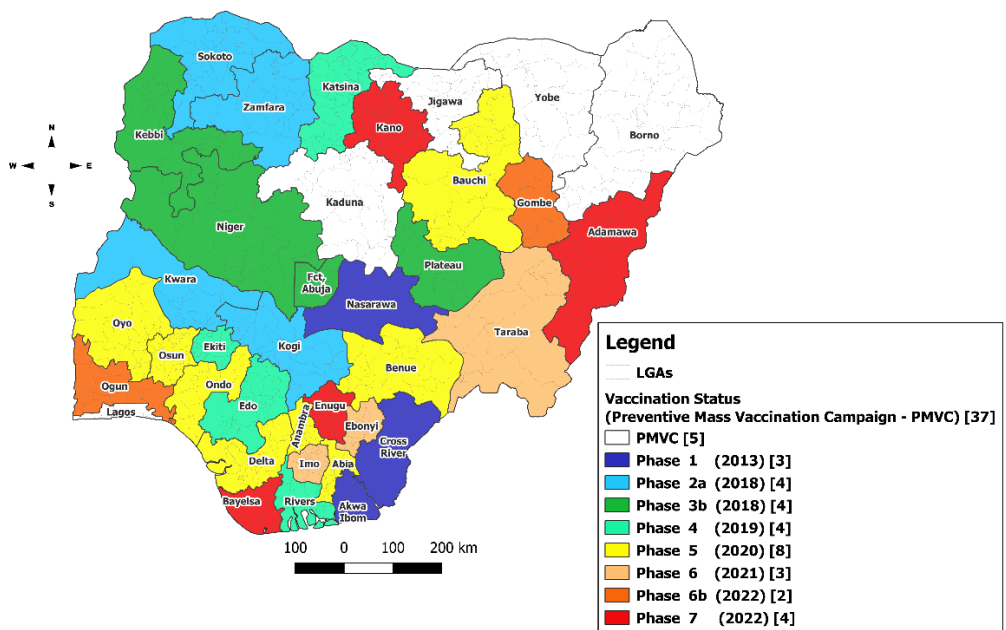 Sokoto
Katsina
Zamfara
Jigawa
Yobe
Kano
Borno
Kebbi
N
W E
S
Bauchi
Kaduna
Gombe
Niger
Adamawa
Plateau
Fct,
Abuja
Kwara
Nasarawa
Oyo
Taraba
Ekiti
Kogi
Osun
Benue
Ondo
Ogun
Edo
Enugu
Lagos
Anambra
Ebonyi
Cross
River
Delta
Imo
Abia
Bayelsa
Rivers
Akwa
Ibom
100 0 100 200 km
Legend
LGAs
Vaccination Status
(Preventive Mass Vaccination Campaign - PMVC) [37]
PMVC [5]
Phase 1 (2013) [3]
Phase 2a (2018) [4]
Phase 3b (2018) [4]
Phase 4 (2019) [4]
Phase 5 (2020) [8]
Phase 6 (2021) [3]
Phase 6b (2022) [2]
Phase 7 (2022) [4]